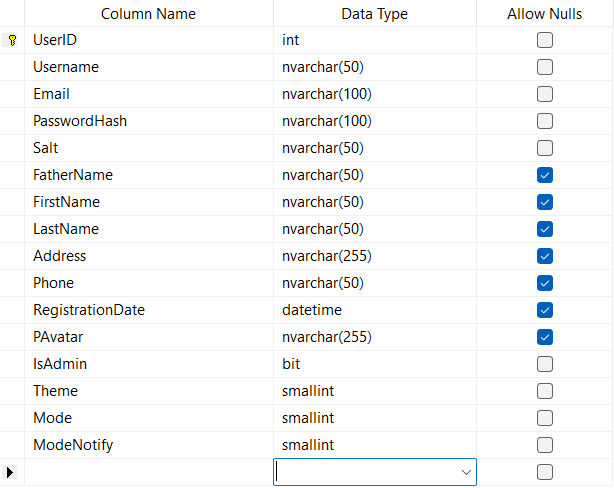 Column Name Data Type Allow Nulls
UserID int
Username nvarchar(50)
Email nvarchar(100)
PasswordHash nvarchar(100)
Salt nvarchar(50)
FatherName nvarchar(50)
FirstName nvarchar(50)
LastName nvarchar(50)
Address nvarchar(255)
Phone nvarchar(50)
RegistrationDate datetime
PAvatar nvarchar(255)
IsAdmin bit
Theme smallint
Mode smallint
ModeNotify smallint